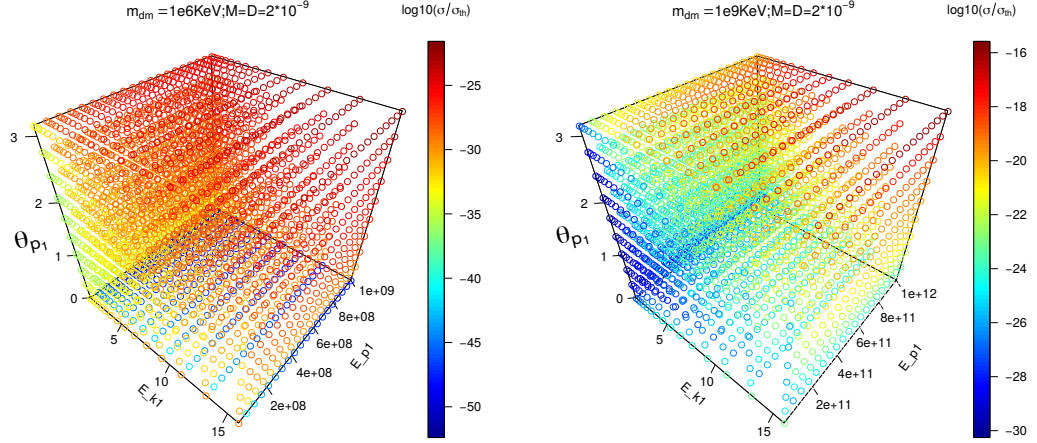 m_dm = 1e6KeV;M=D=2*10^-9
log10(σ/σ_th)
3
2
1
0
θ_p1
5
10
15
E_k1
2e+08
4e+08
6e+08
8e+08
1e+09
E_p1
-25
-30
-35
-40
-45
-50
m_dm = 1e9KeV;M=D=2*10^-9
log10(σ/σ_th)
3
2
1
0
θ_p1
5
10
15
E_k1
2e+11
4e+11
6e+11
8e+11
1e+12
E_p1
-16
-18
-20
-22
-24
-26
-28
-30